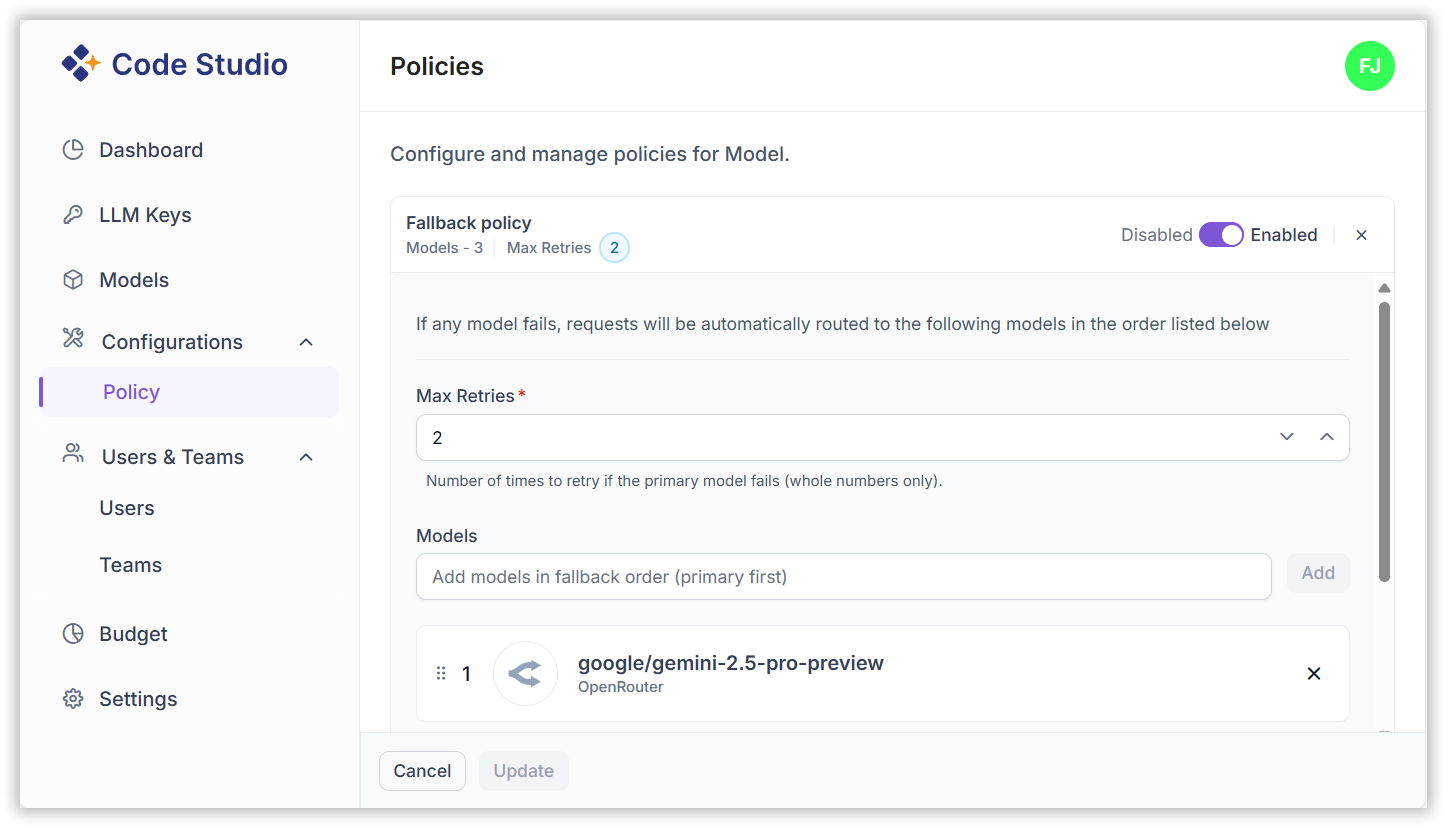 Code Studio
Dashboard
LLM Keys
Models
Configurations
Policy
Users & Teams
Users
Teams
Budget
Settings
Policies
FJ
Configure and manage policies for Model.
Fallback policy
Models - 3 Max Retries 2
Disabled Enabled
If any model fails, requests will be automatically routed to the following models in the order listed below
Max Retries*
2
Number of times to retry if the primary model fails (whole numbers only).
Models
Add models in fallback order (primary first)
Add
1
google/gemini-2.5-pro-preview
OpenRouter
Cancel
Update